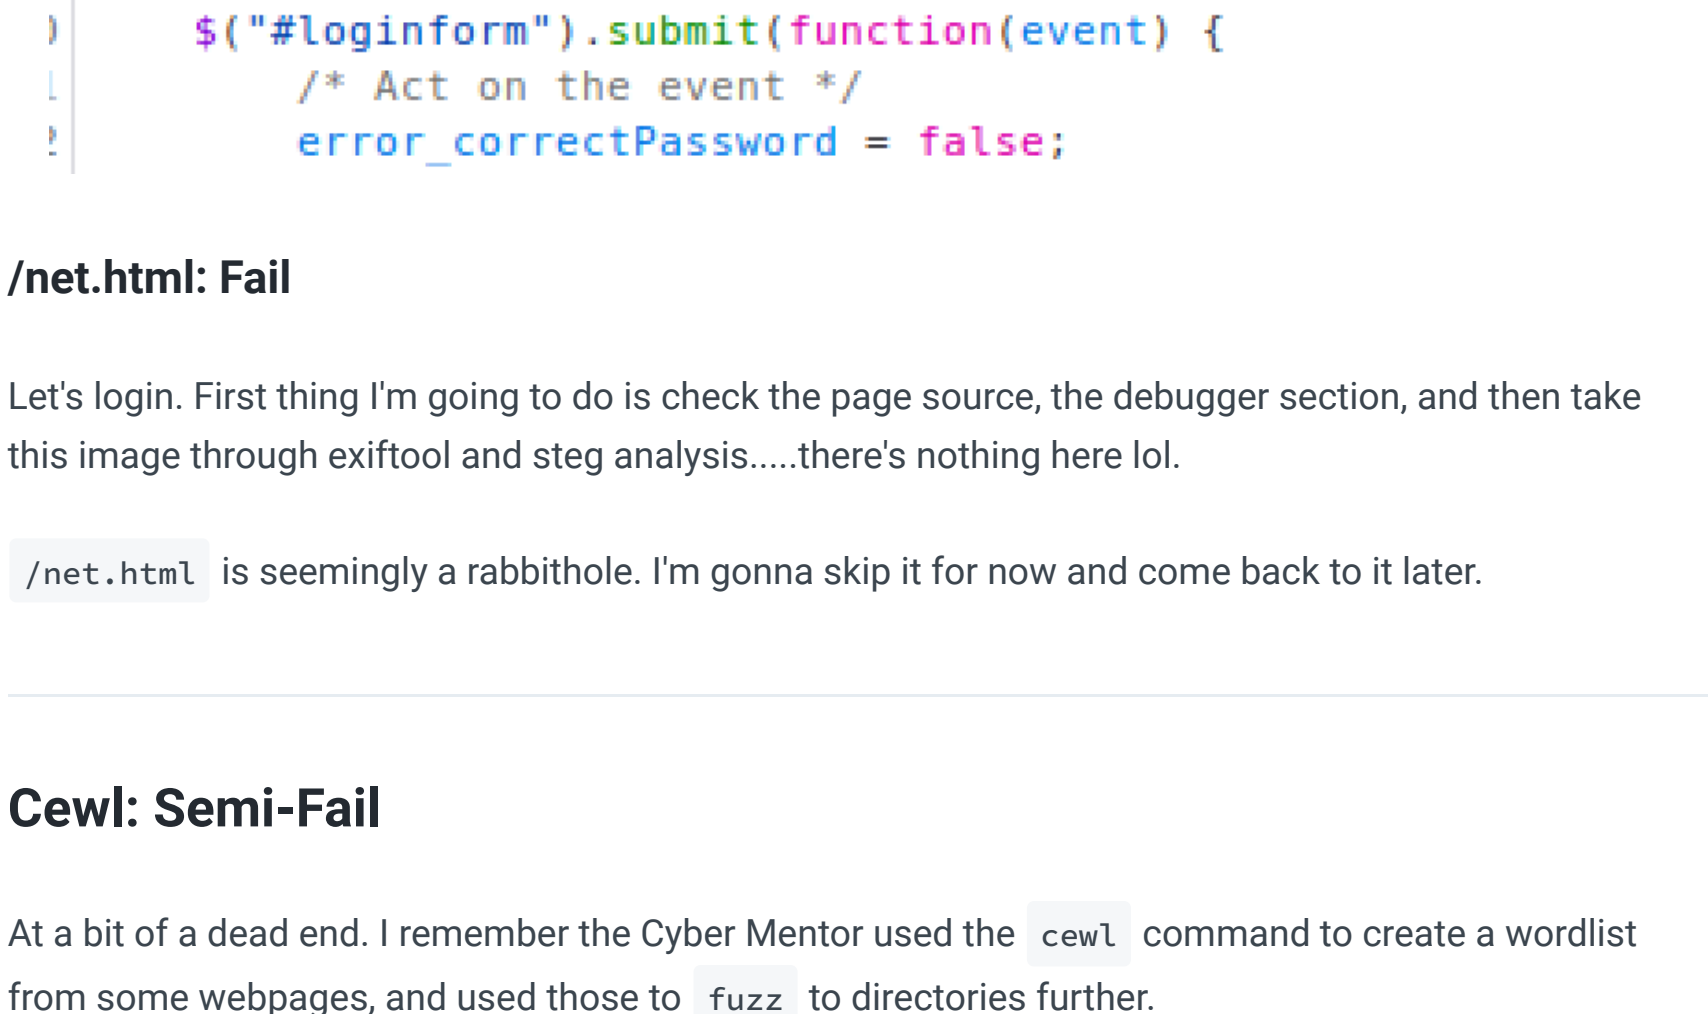 $("#loginform").submit(function(event) {
/* Act on the event */
error_correctPassword = false;
/net.html: Fail
Let's login. First thing I'm going to do is check the page source, the debugger section, and then take
this image through exiftool and steg analysis.....there's nothing here lol.
/net.html is seemingly a rabbithole. I'm gonna skip it for now and come back to it later.
Cewl: Semi-Fail
At a bit of a dead end. I remember the Cyber Mentor used the cewl command to create a wordlist
from some webpages, and used those to fuzz to directories further.